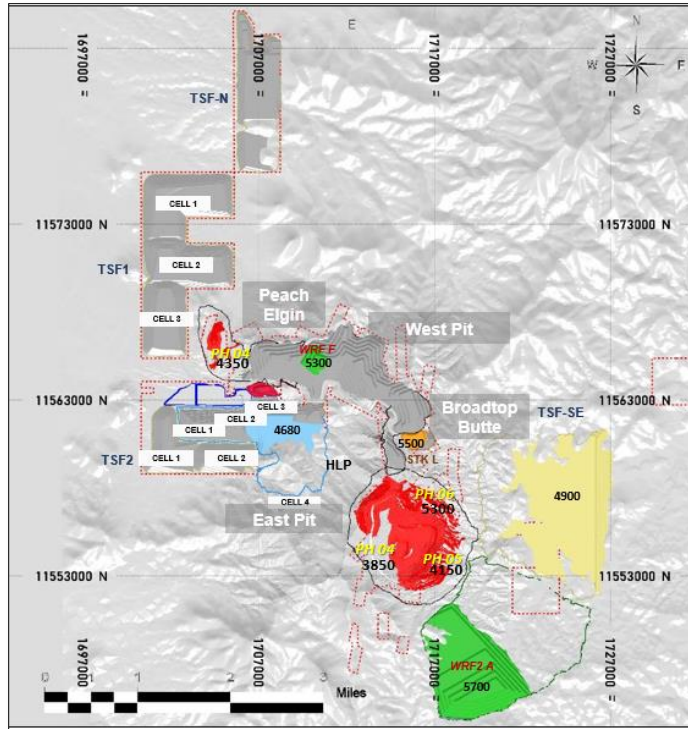 E
N
W
F
S
1697000
=
1707000
=
1717000
=
1727000
=
TSF-N
CELL 1
11573000 N
11573000 N
CELL 2
TSF1
Peach
Elgin
CELL 3
West Pit
PH 04
4350
WRF F
5300
11563000 N
11563000 N
CELL 3
CELL 2
Broadtop
Butte
TSF-SE
CELL 1
4680
5500
STK L
TSF2
CELL 1
CELL 2
HLP
CELL 4
4900
PH 06
5300
East Pit
PH 04
3850
PH 05
4150
11553000 N
11553000 N
WRF2 A
5700
1697000
=
1707000
=
1717000
=
1727000
=
0
1
2
3
Miles